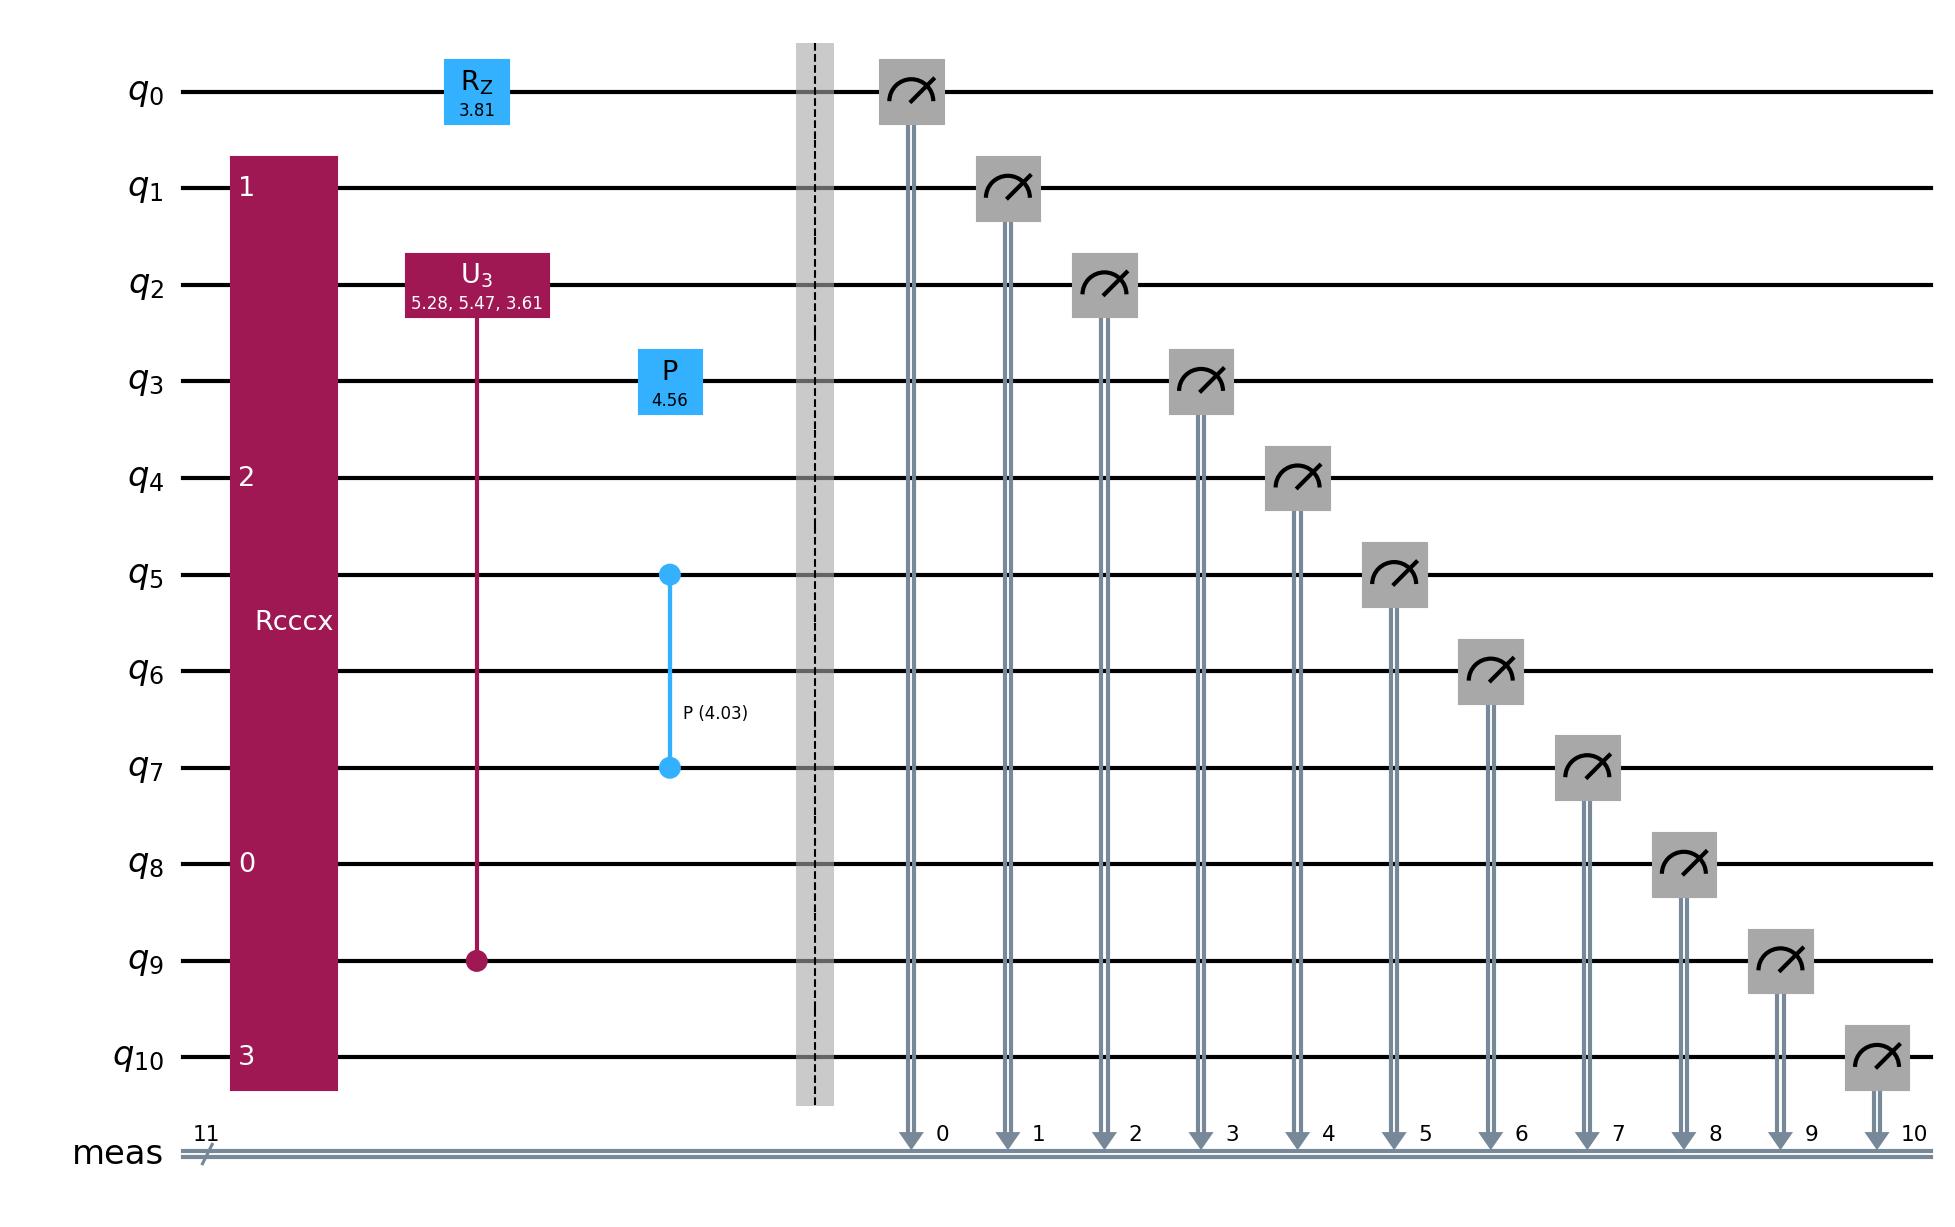 q0
RZ
3.81
q1
1
q2
U3
5.28, 5.47, 3.61
q3
P
4.56
q4
2
q5
Rcccx
q6
P (4.03)
q7
q8
0
q9
q10
3
meas
11
0 1 2 3 4 5 6 7 8 9 10